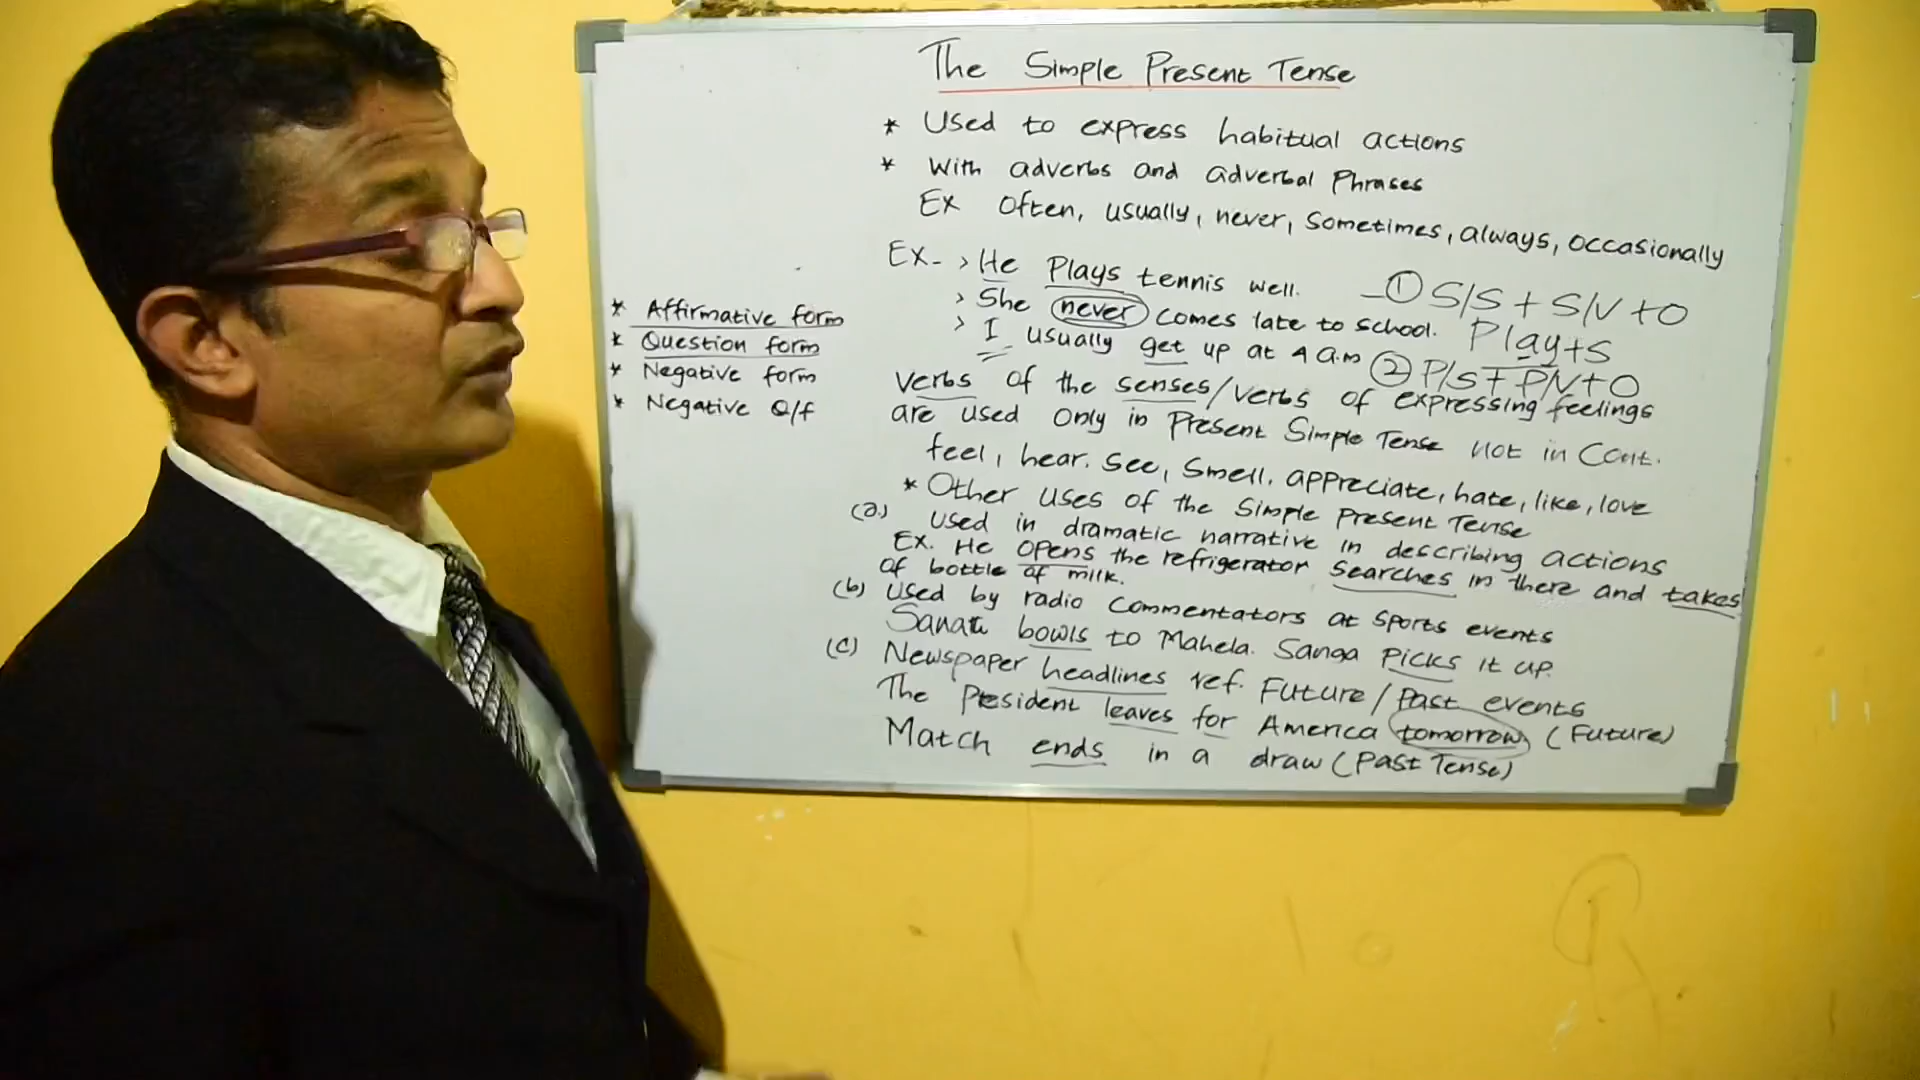 The Simple Present Tense
* Used to express habitual actions
* With adverbs and adverbal Phrases
Ex Often, usually, never, sometimes, always, occasionally
Ex - > He Plays tennis well.
- ① S/S + S/V + O
> She never comes late to school.
Play+s
> I usually get up at 4 a.m
② P/S + P/V + O
Verbs of the senses/verbs of expressing feelings
are used only in Present Simple Tense not in Cont.
feel, hear. see, smell. appreciate, hate, like, love
* Other uses of the Simple Present Tense
(a.) used in dramatic narrative in describing actions
Ex. He opens the refrigerator searches in there and takes
of bottle of milk.
(b) Used by radio commentators at sports events
bowls to Mahela. Sanga Picks it up.
(c) Newspaper headlines ref. Future/Past events
The President leaves for America tomorrow (Future)
Match ends in a draw (Past Tense)
* Affirmative form
* Question form
* Negative form
* Negative Q/f